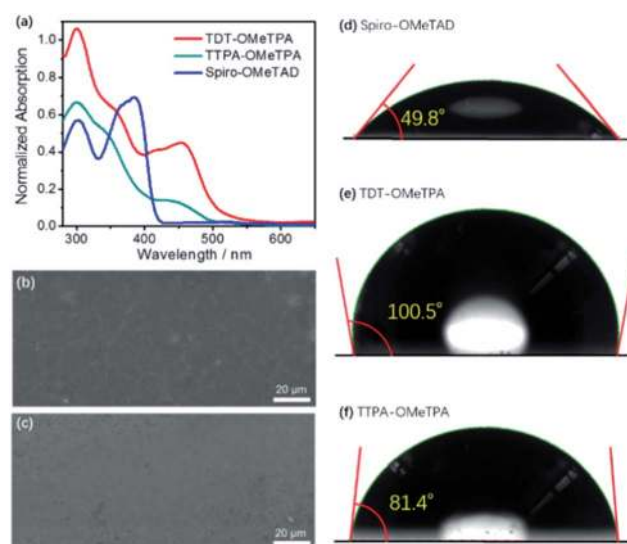 (a)
Normalized Absorption
1.0
0.8
0.6
0.4
0.2
0.0
TDT-OMeTPA
TTPA-OMeTPA
Spiro-OMeTAD
300 400 500 600
Wavelength / nm
(b)
20 µm
(c)
20 µm
(d) Spiro-OMeTAD
49.8°
(e) TDT-OMeTPA
100.5°
(f) TTPA-OMeTPA
81.4°